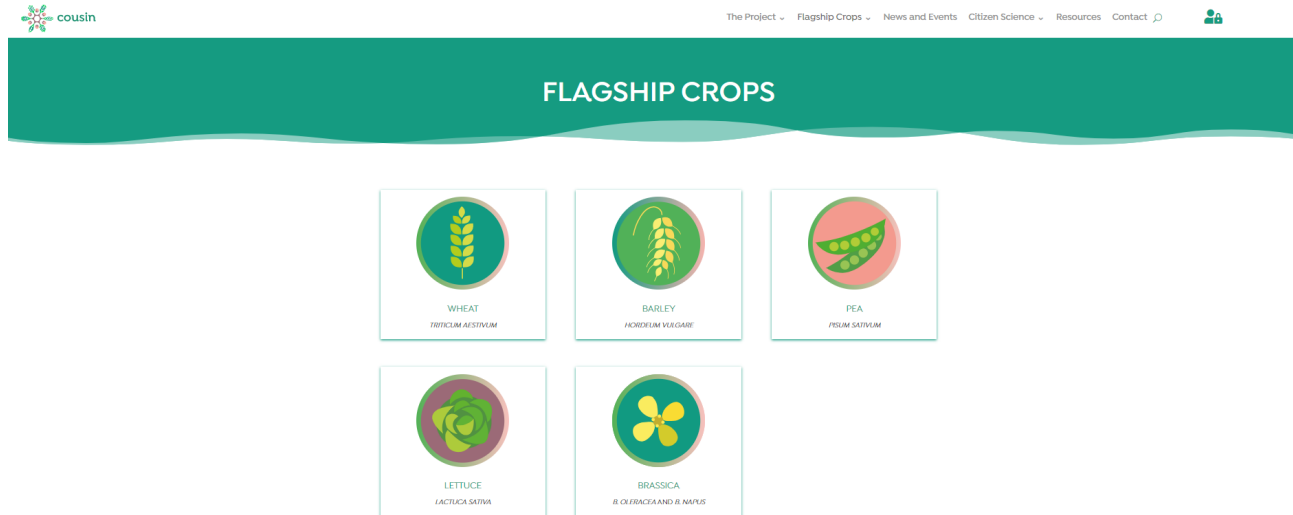 cousin
The Project Flagship Crops News and Events Citizen Science Resources Contact
FLAGSHIP CROPS
WHEAT
TRITICUM AESTIVUM
BARLEY
HORDEUM VULGARE
PEA
PISUM SATIVUM
LETTUCE
LACTUCA SATIVA
BRASSICA
B. OLERACEA AND B. NAPUS